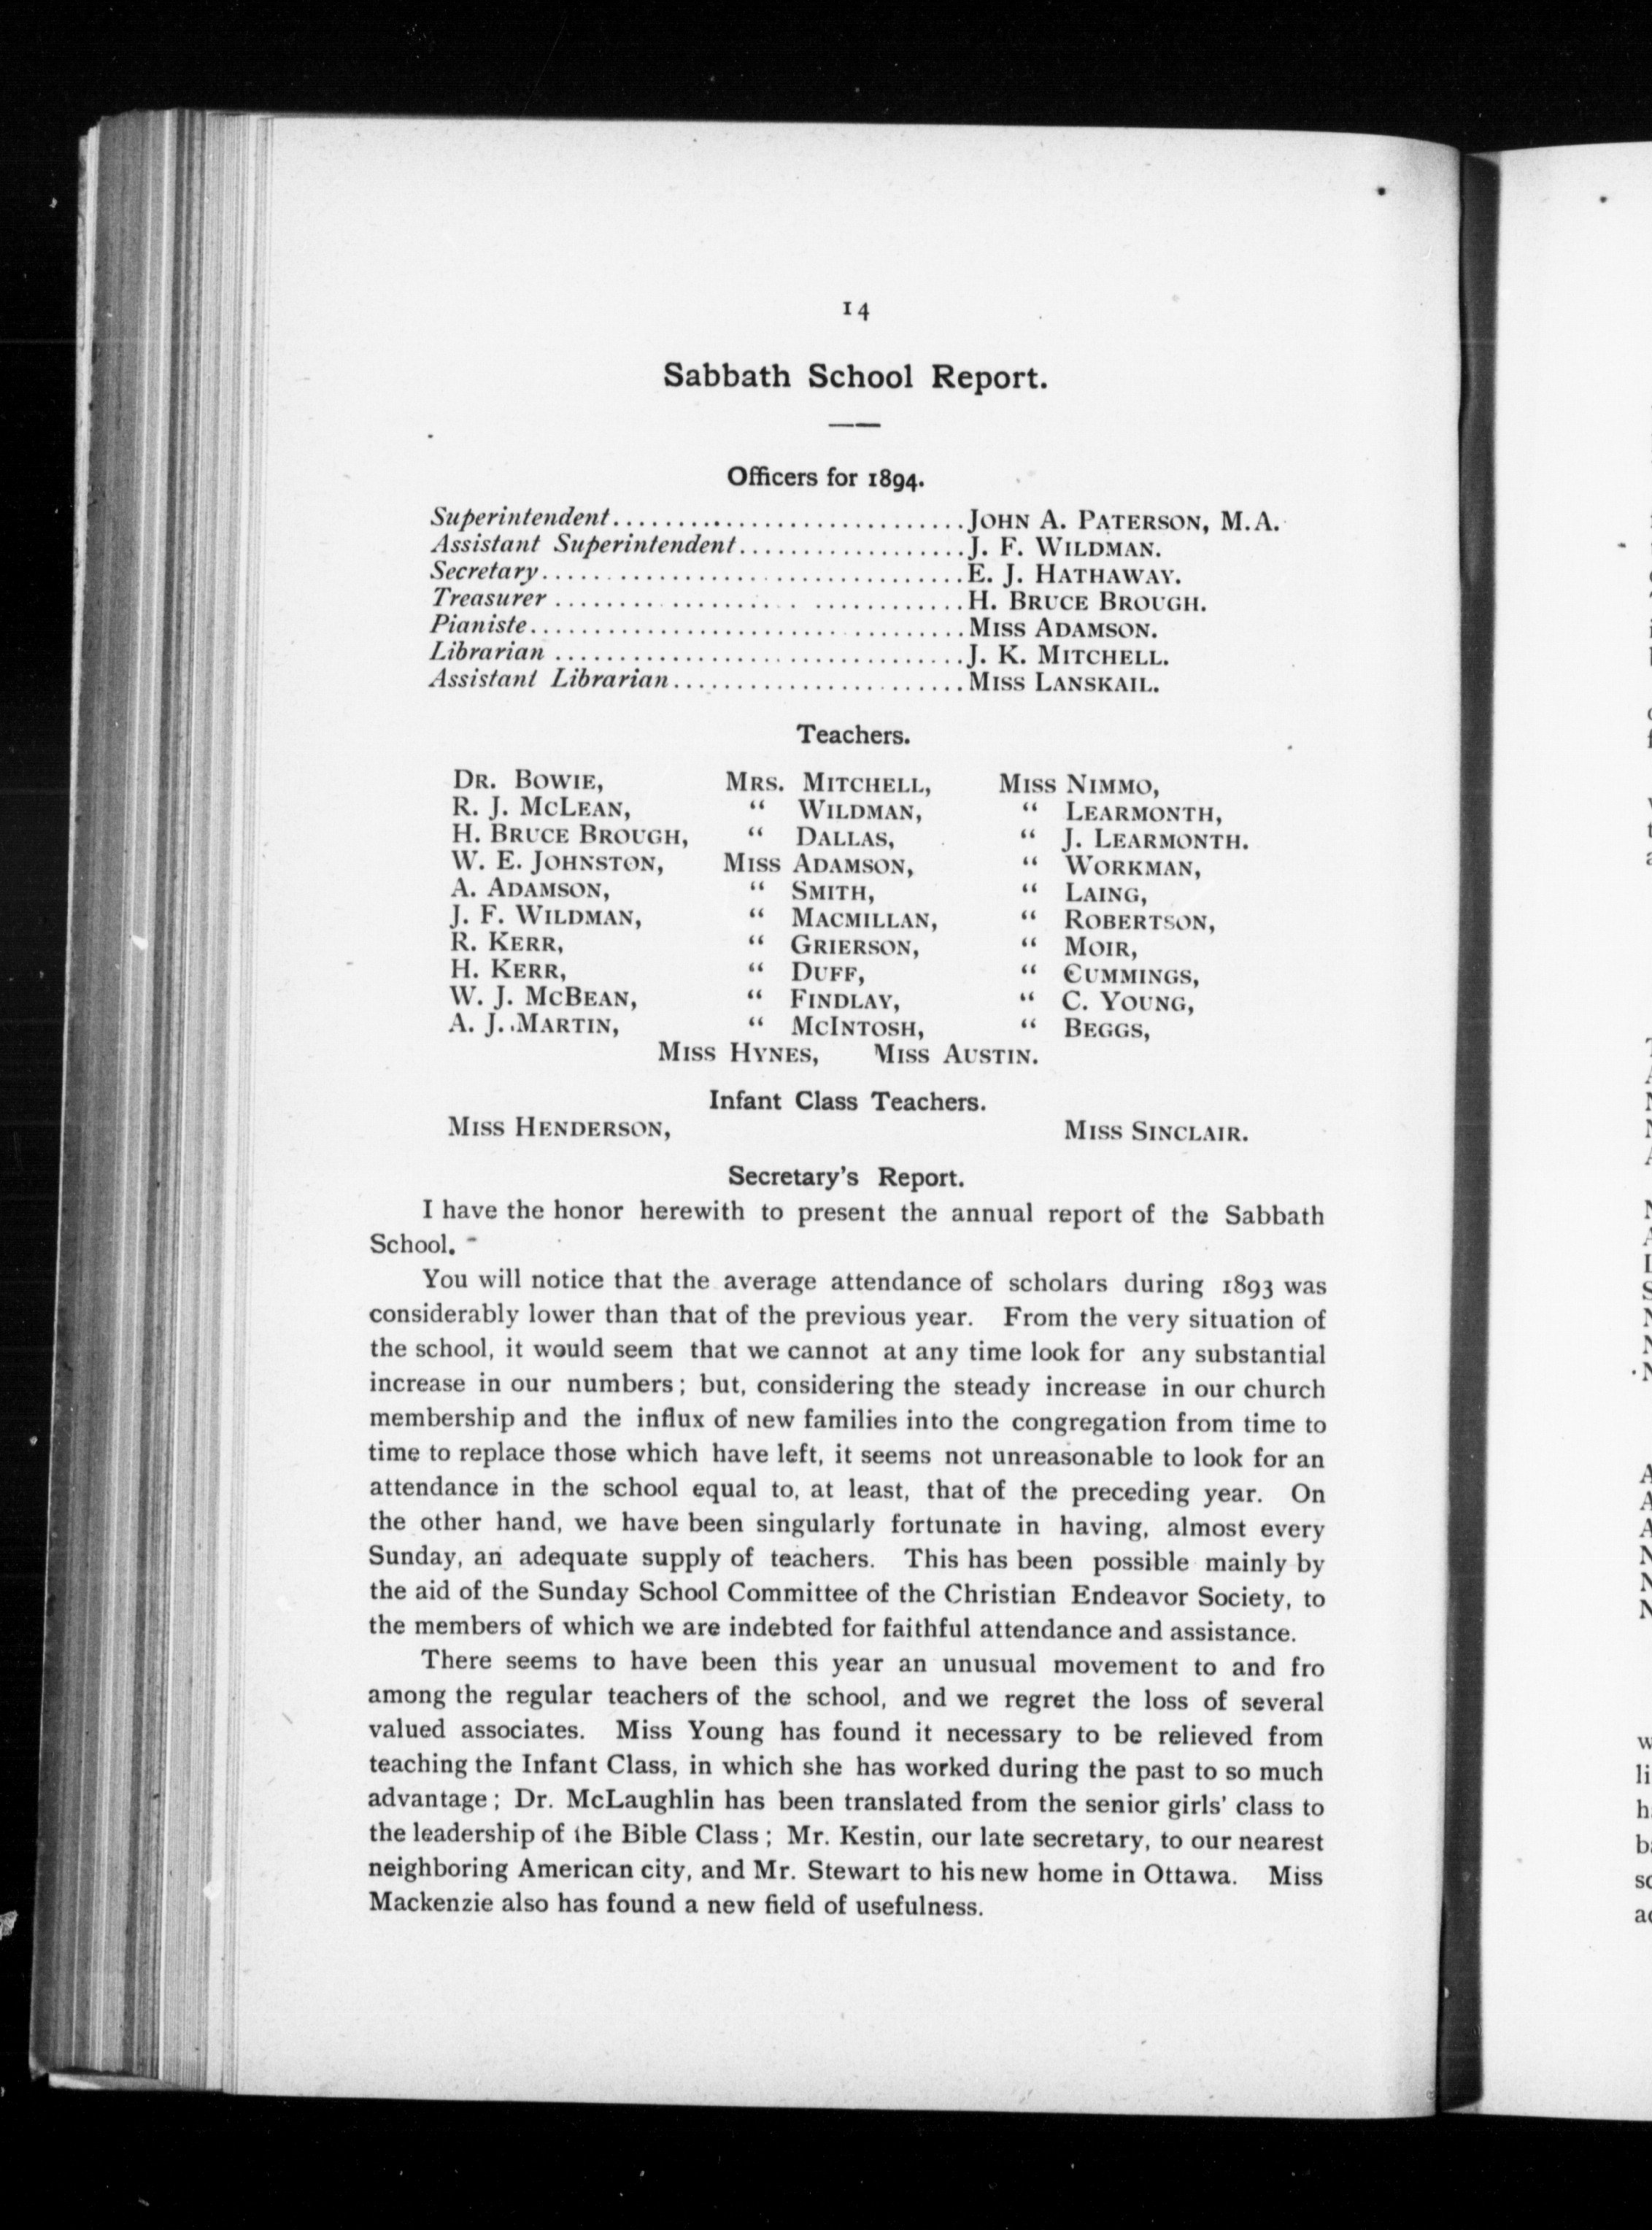 14
Sabbath School Report.
Officers for 1894.
Superintendent..............................JOHN A. PATERSON, M.A.
Assistant Superintendent..................J. F. WILDMAN.
Secretary.................................E. J. HATHAWAY.
Treasurer ................................H. BRUCE BROUGH.
Pianiste..................................MISS ADAMSON.
Librarian ................................J. K. MITCHELL.
Assistant Librarian.......................MISS LANSKAIL.
Teachers.
DR. BOWIE, MRS. MITCHELL, MISS NIMMO,
R. J. MCLEAN, “ WILDMAN, “ LEARMONTH,
H. BRUCE BROUGH, “ DALLAS, “ J. LEARMONTH.
W. E. JOHNSTON, MISS ADAMSON, “ WORKMAN,
A. ADAMSON, “ SMITH, “ LAING,
J. F. WILDMAN, “ MACMILLAN, “ ROBERTSON,
R. KERR, “ GRIERSON, “ MOIR,
H. KERR, “ DUFF, “ CUMMINGS,
W. J. MCBEAN, “ FINDLAY, “ C. YOUNG,
A. J. MARTIN, “ MCINTOSH, “ BEGGS,
MISS HYNES, MISS AUSTIN.
Infant Class Teachers.
MISS HENDERSON, MISS SINCLAIR.
Secretary's Report.
I have the honor herewith to present the annual report of the Sabbath
School.
You will notice that the average attendance of scholars during 1893 was
considerably lower than that of the previous year. From the very situation of
the school, it would seem that we cannot at any time look for any substantial
increase in our numbers; but, considering the steady increase in our church
membership and the influx of new families into the congregation from time to
time to replace those which have left, it seems not unreasonable to look for an
attendance in the school equal to, at least, that of the preceding year. On
the other hand, we have been singularly fortunate in having, almost every
Sunday, an adequate supply of teachers. This has been possible mainly by
the aid of the Sunday School Committee of the Christian Endeavor Society, to
the members of which we are indebted for faithful attendance and assistance.
There seems to have been this year an unusual movement to and fro
among the regular teachers of the school, and we regret the loss of several
valued associates. Miss Young has found it necessary to be relieved from
teaching the Infant Class, in which she has worked during the past to so much
advantage; Dr. McLaughlin has been translated from the senior girls' class to
the leadership of the Bible Class; Mr. Kestin, our late secretary, to our nearest
neighboring American city, and Mr. Stewart to his new home in Ottawa. Miss
Mackenzie also has found a new field of usefulness.